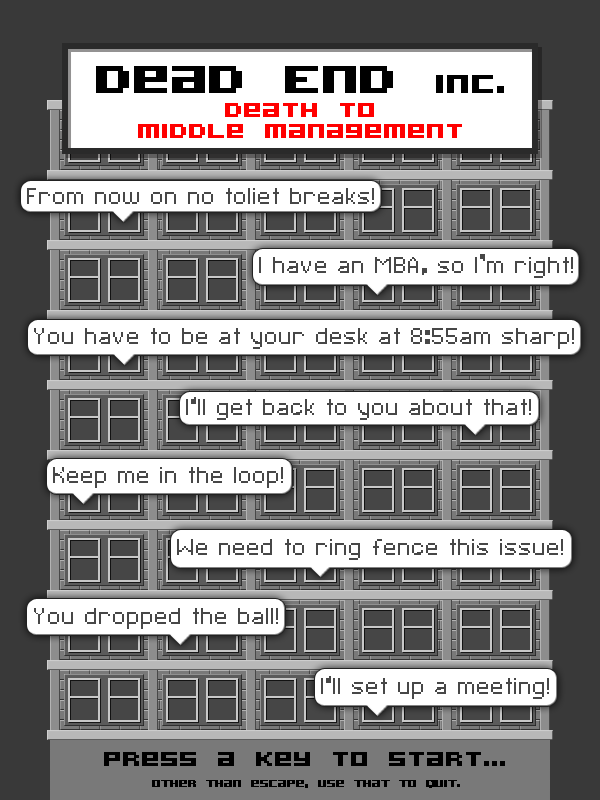 DEAD END INC.
DEATH TO
MIDDLE MANAGEMENT
From now on no toliet breaks!
I have an MBA, so I'm right!
You have to be at your desk at 8:55am sharp!
I'll get back to you about that!
Keep me in the loop!
We need to ring fence this issue!
You dropped the ball!
I'll set up a meeting!
PRESS A KEY TO START...
OTHER THAN ESCAPE, USE THAT TO QUIT.